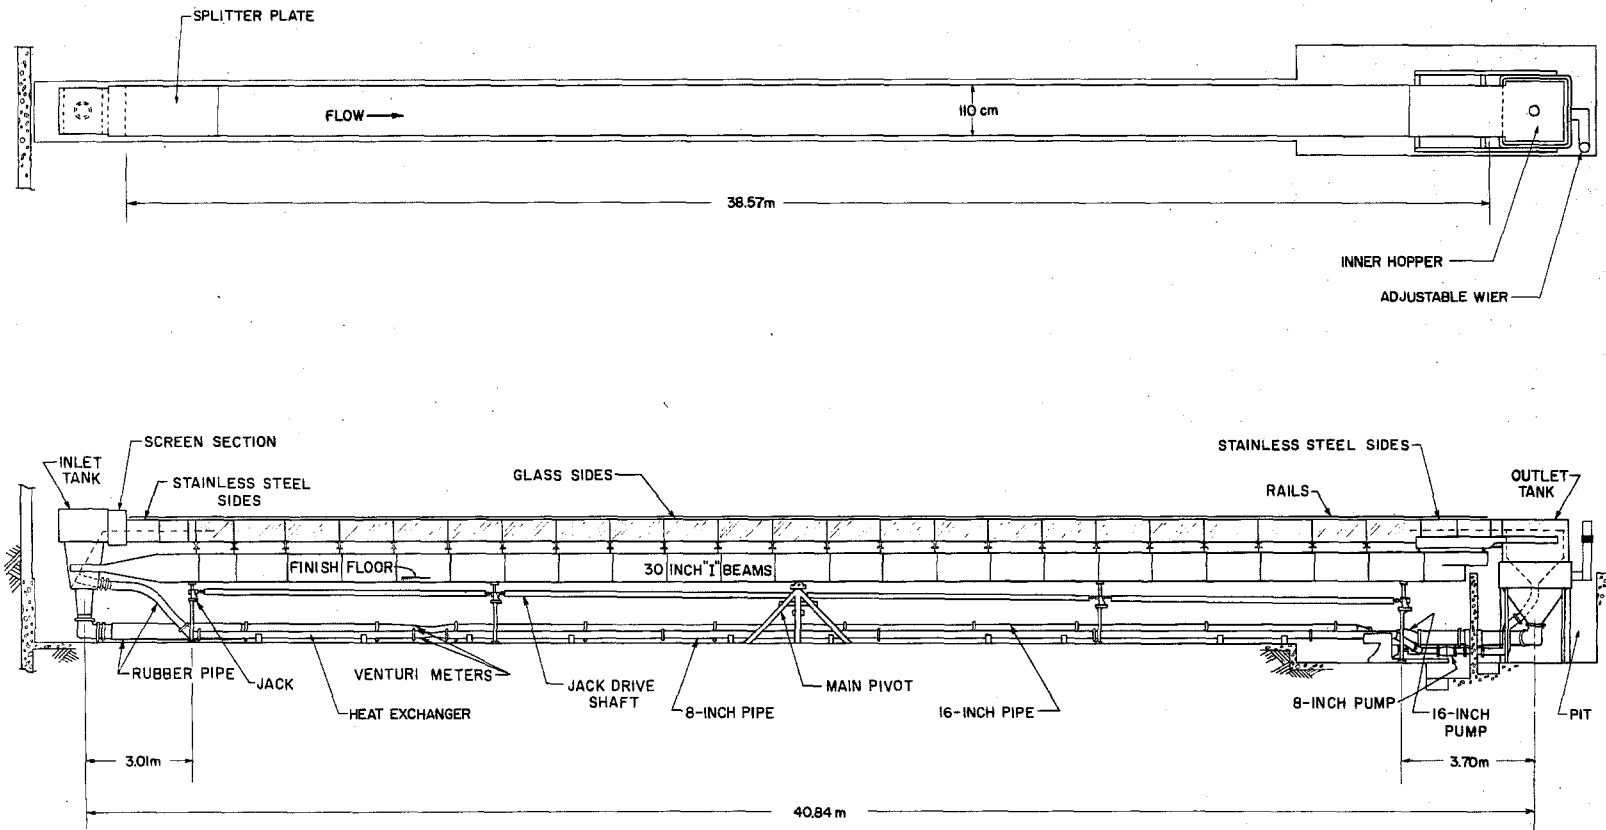 SPLITTER PLATE
FLOW
110 cm
38.57m
INNER HOPPER
ADJUSTABLE WIER
SCREEN SECTION
INLET
TANK
STAINLESS STEEL
SIDES
GLASS SIDES
STAINLESS STEEL SIDES
RAILS
OUTLET
TANK
FINISH FLOOR
30 INCH "I" BEAMS
RUBBER PIPE
JACK
VENTURI METERS
HEAT EXCHANGER
JACK DRIVE
SHAFT
8-INCH PIPE
MAIN PIVOT
16-INCH PIPE
8-INCH PUMP
16-INCH
PUMP
PIT
3.01m
3.70m
40.84 m